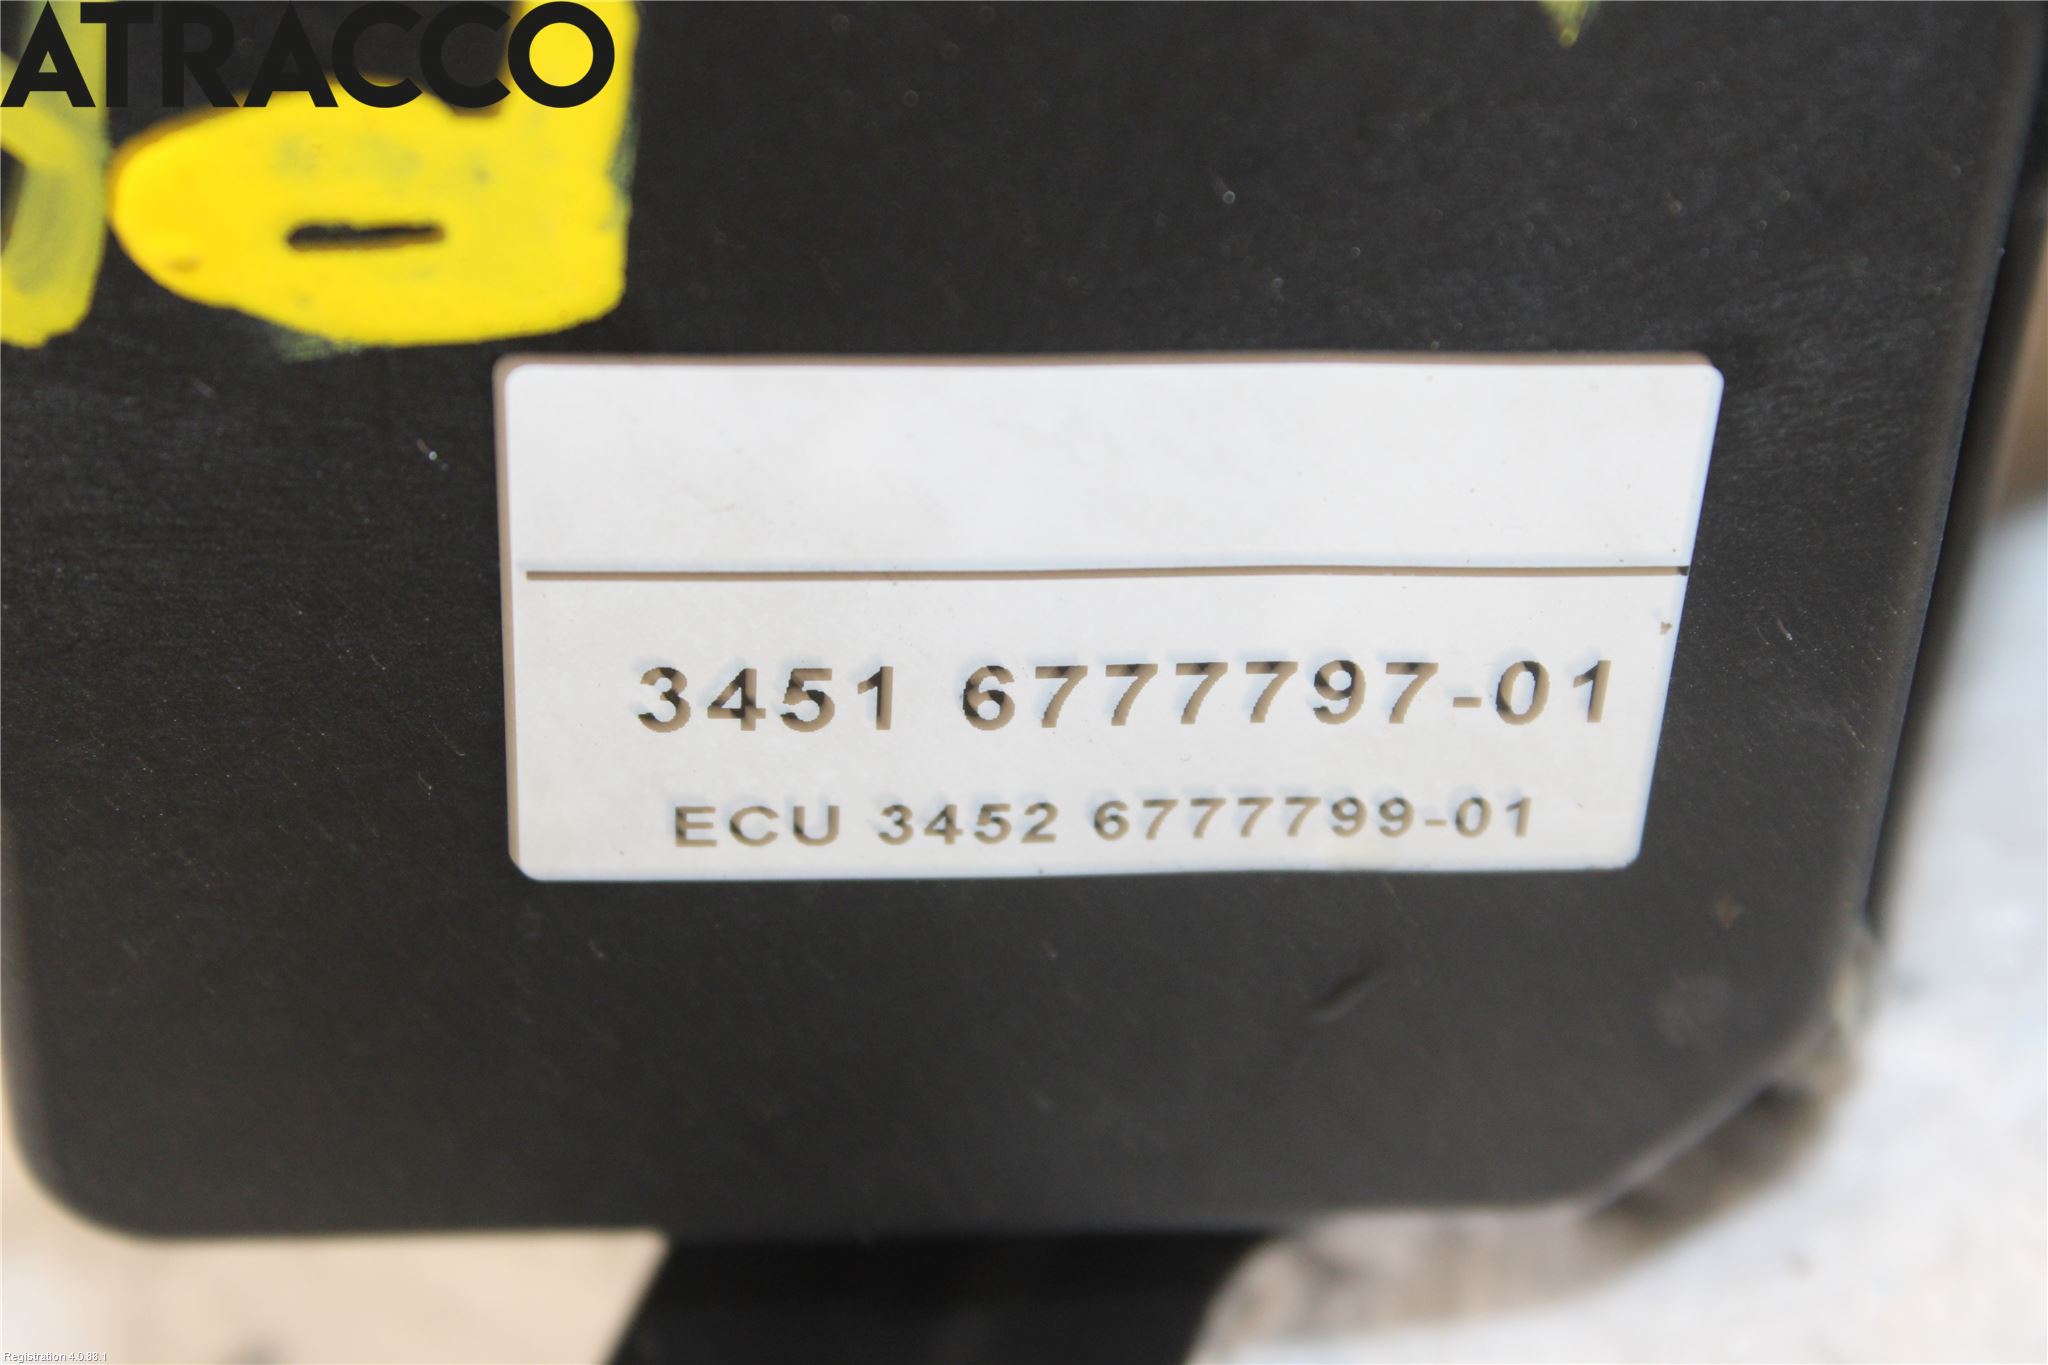 ATRACCO
3451 6777797-01
ECU 3452 6777799-01
Registration 4.0.88.1